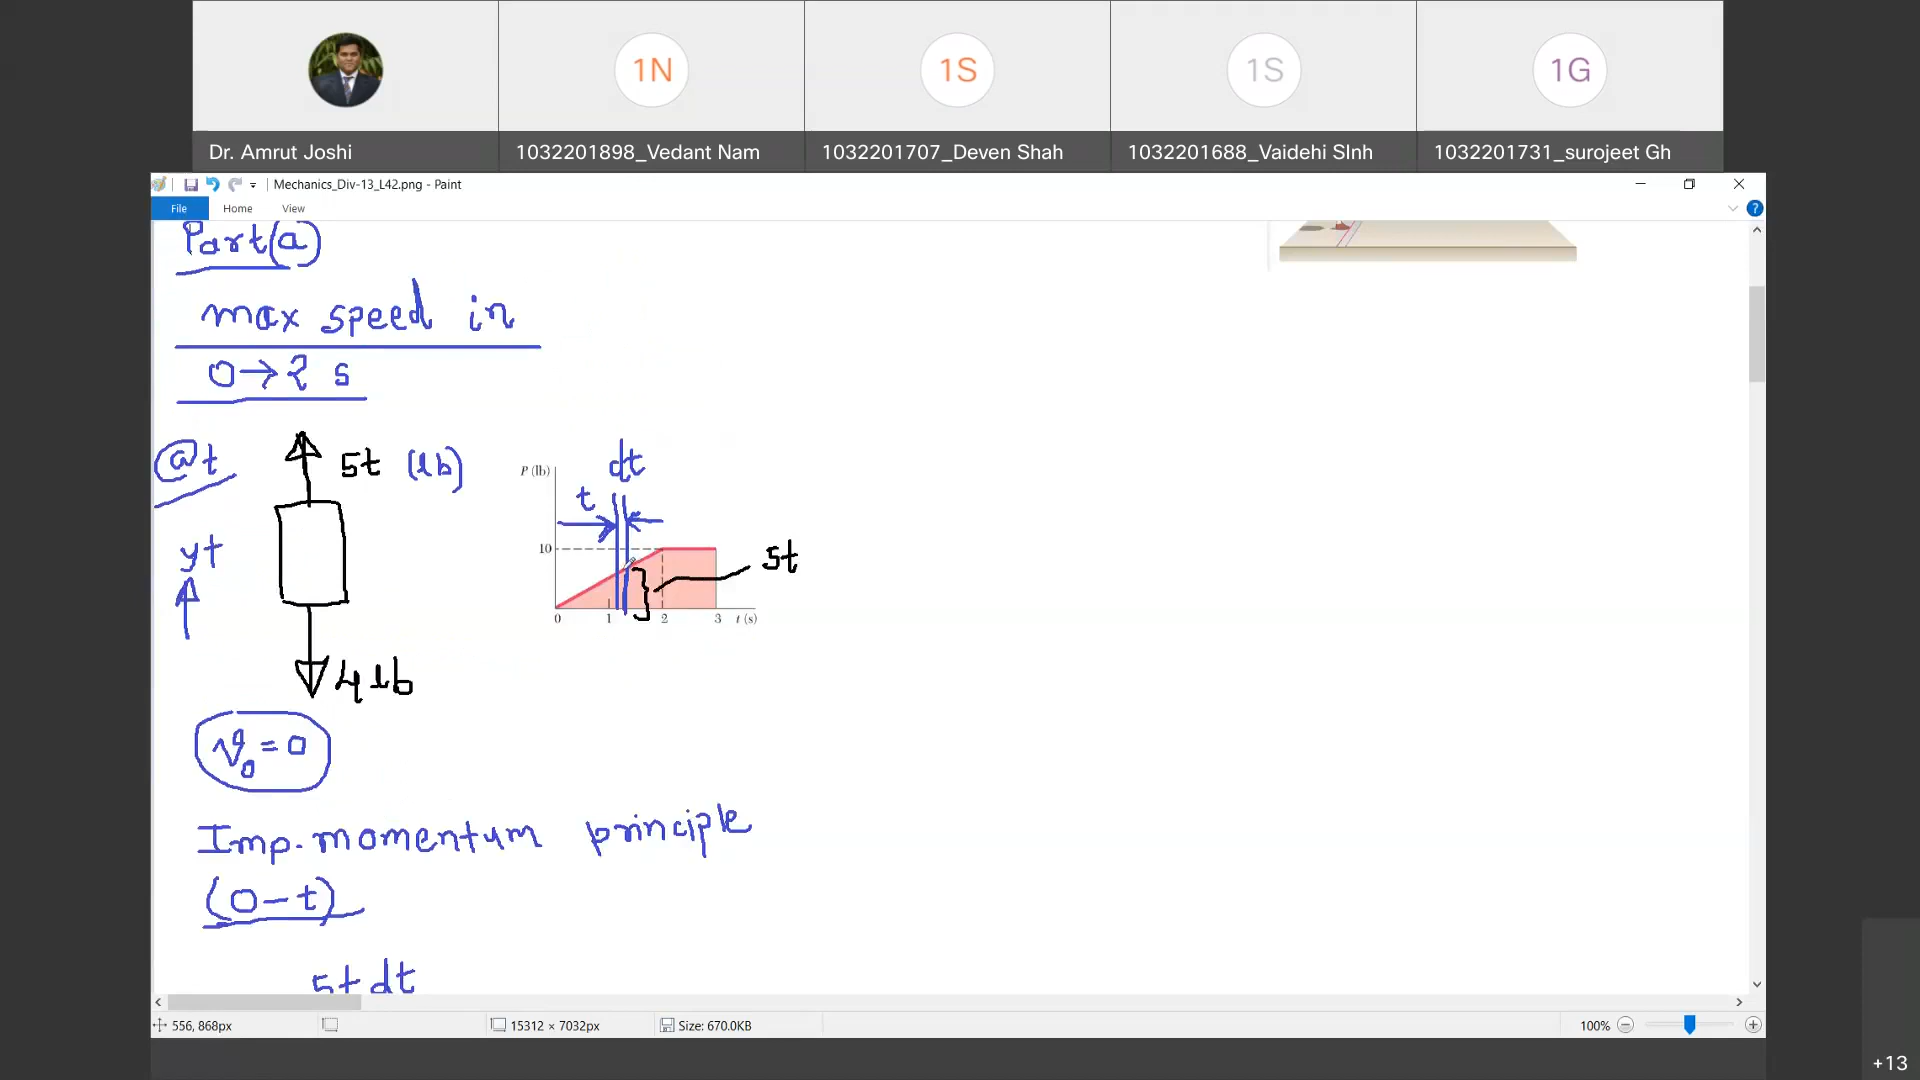 1N
1S
1S
1G
Dr. Amrut Joshi
1032201898_Vedant Nam
1032201707_Deven Shah
1032201688_Vaidehi SInh
1032201731_surojeet Gh
Mechanics_Div-13_L42.png - Paint
File
Home
View
Part(a)
max speed in
0→2 s
@t
5t (lb)
y↑
4 lb
P (lb)
dt
t
10
5t
0
1
2
3
t (s)
v₀ = 0
Imp. momentum principle
(0 - t)
5t dt
556, 868px
15312 × 7032px
Size: 670.0KB
100%
+13